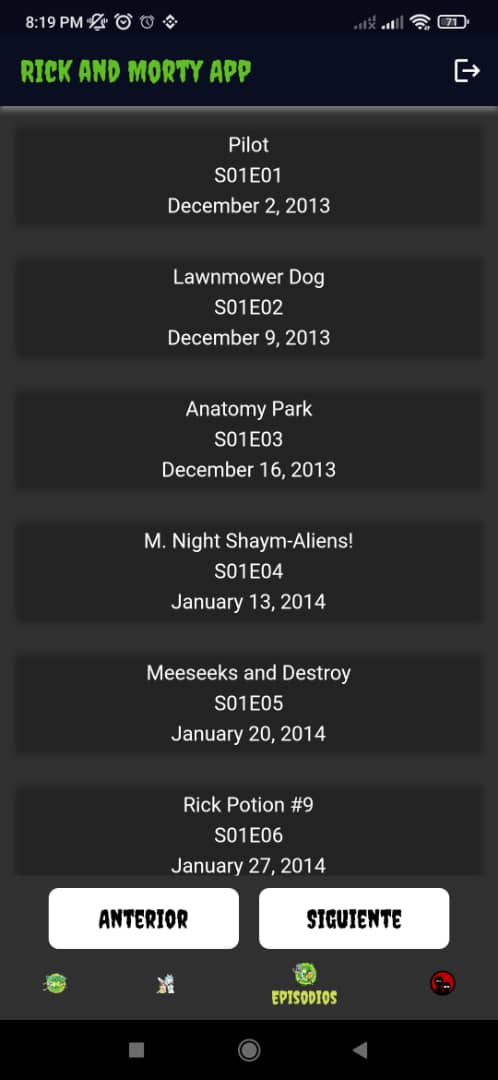 8:19 PM
71
RICK AND MORTY APP
Pilot
S01E01
December 2, 2013
Lawnmower Dog
S01E02
December 9, 2013
Anatomy Park
S01E03
December 16, 2013
M. Night Shaym-Aliens!
S01E04
January 13, 2014
Meeseeks and Destroy
S01E05
January 20, 2014
Rick Potion #9
S01E06
January 27, 2014
ANTERIOR
SIGUIENTE
EPISODIOS